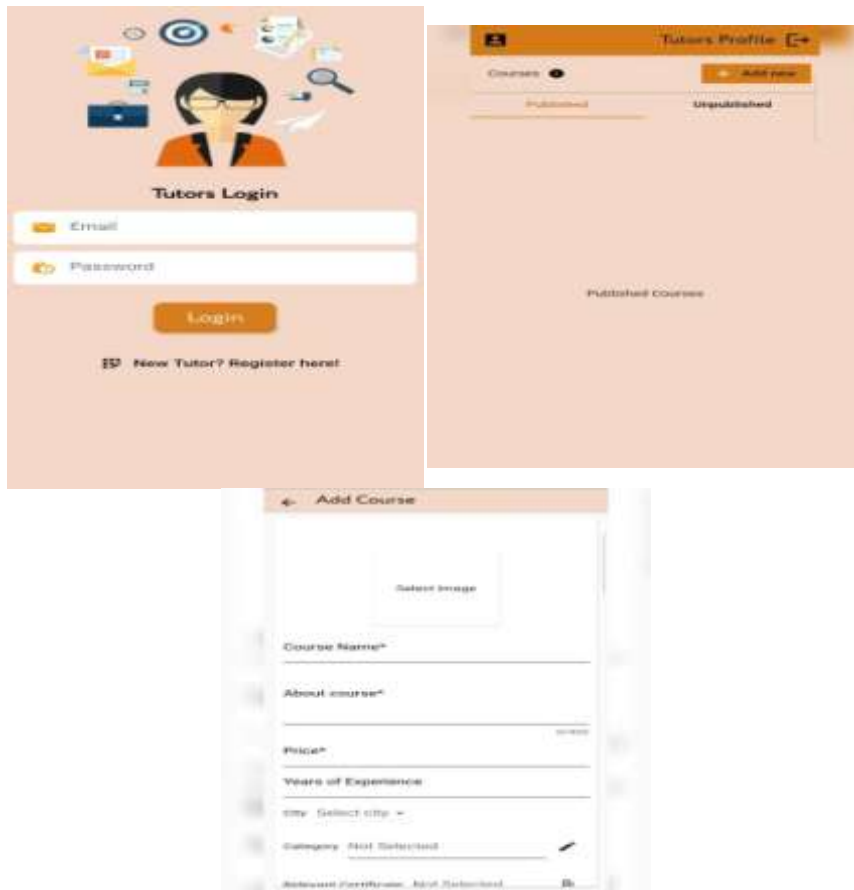 Tutors Login
Email
Password
Login
New Tutor? Register here!
Tutors Profile
Courses
+ Add new
Published
Unpublished
Published Courses
Add Course
Select Image
Course Name*
About course*
Price*
Years of Experience
City Select city
Category Not Selected
Relevant Certificate Not Selected